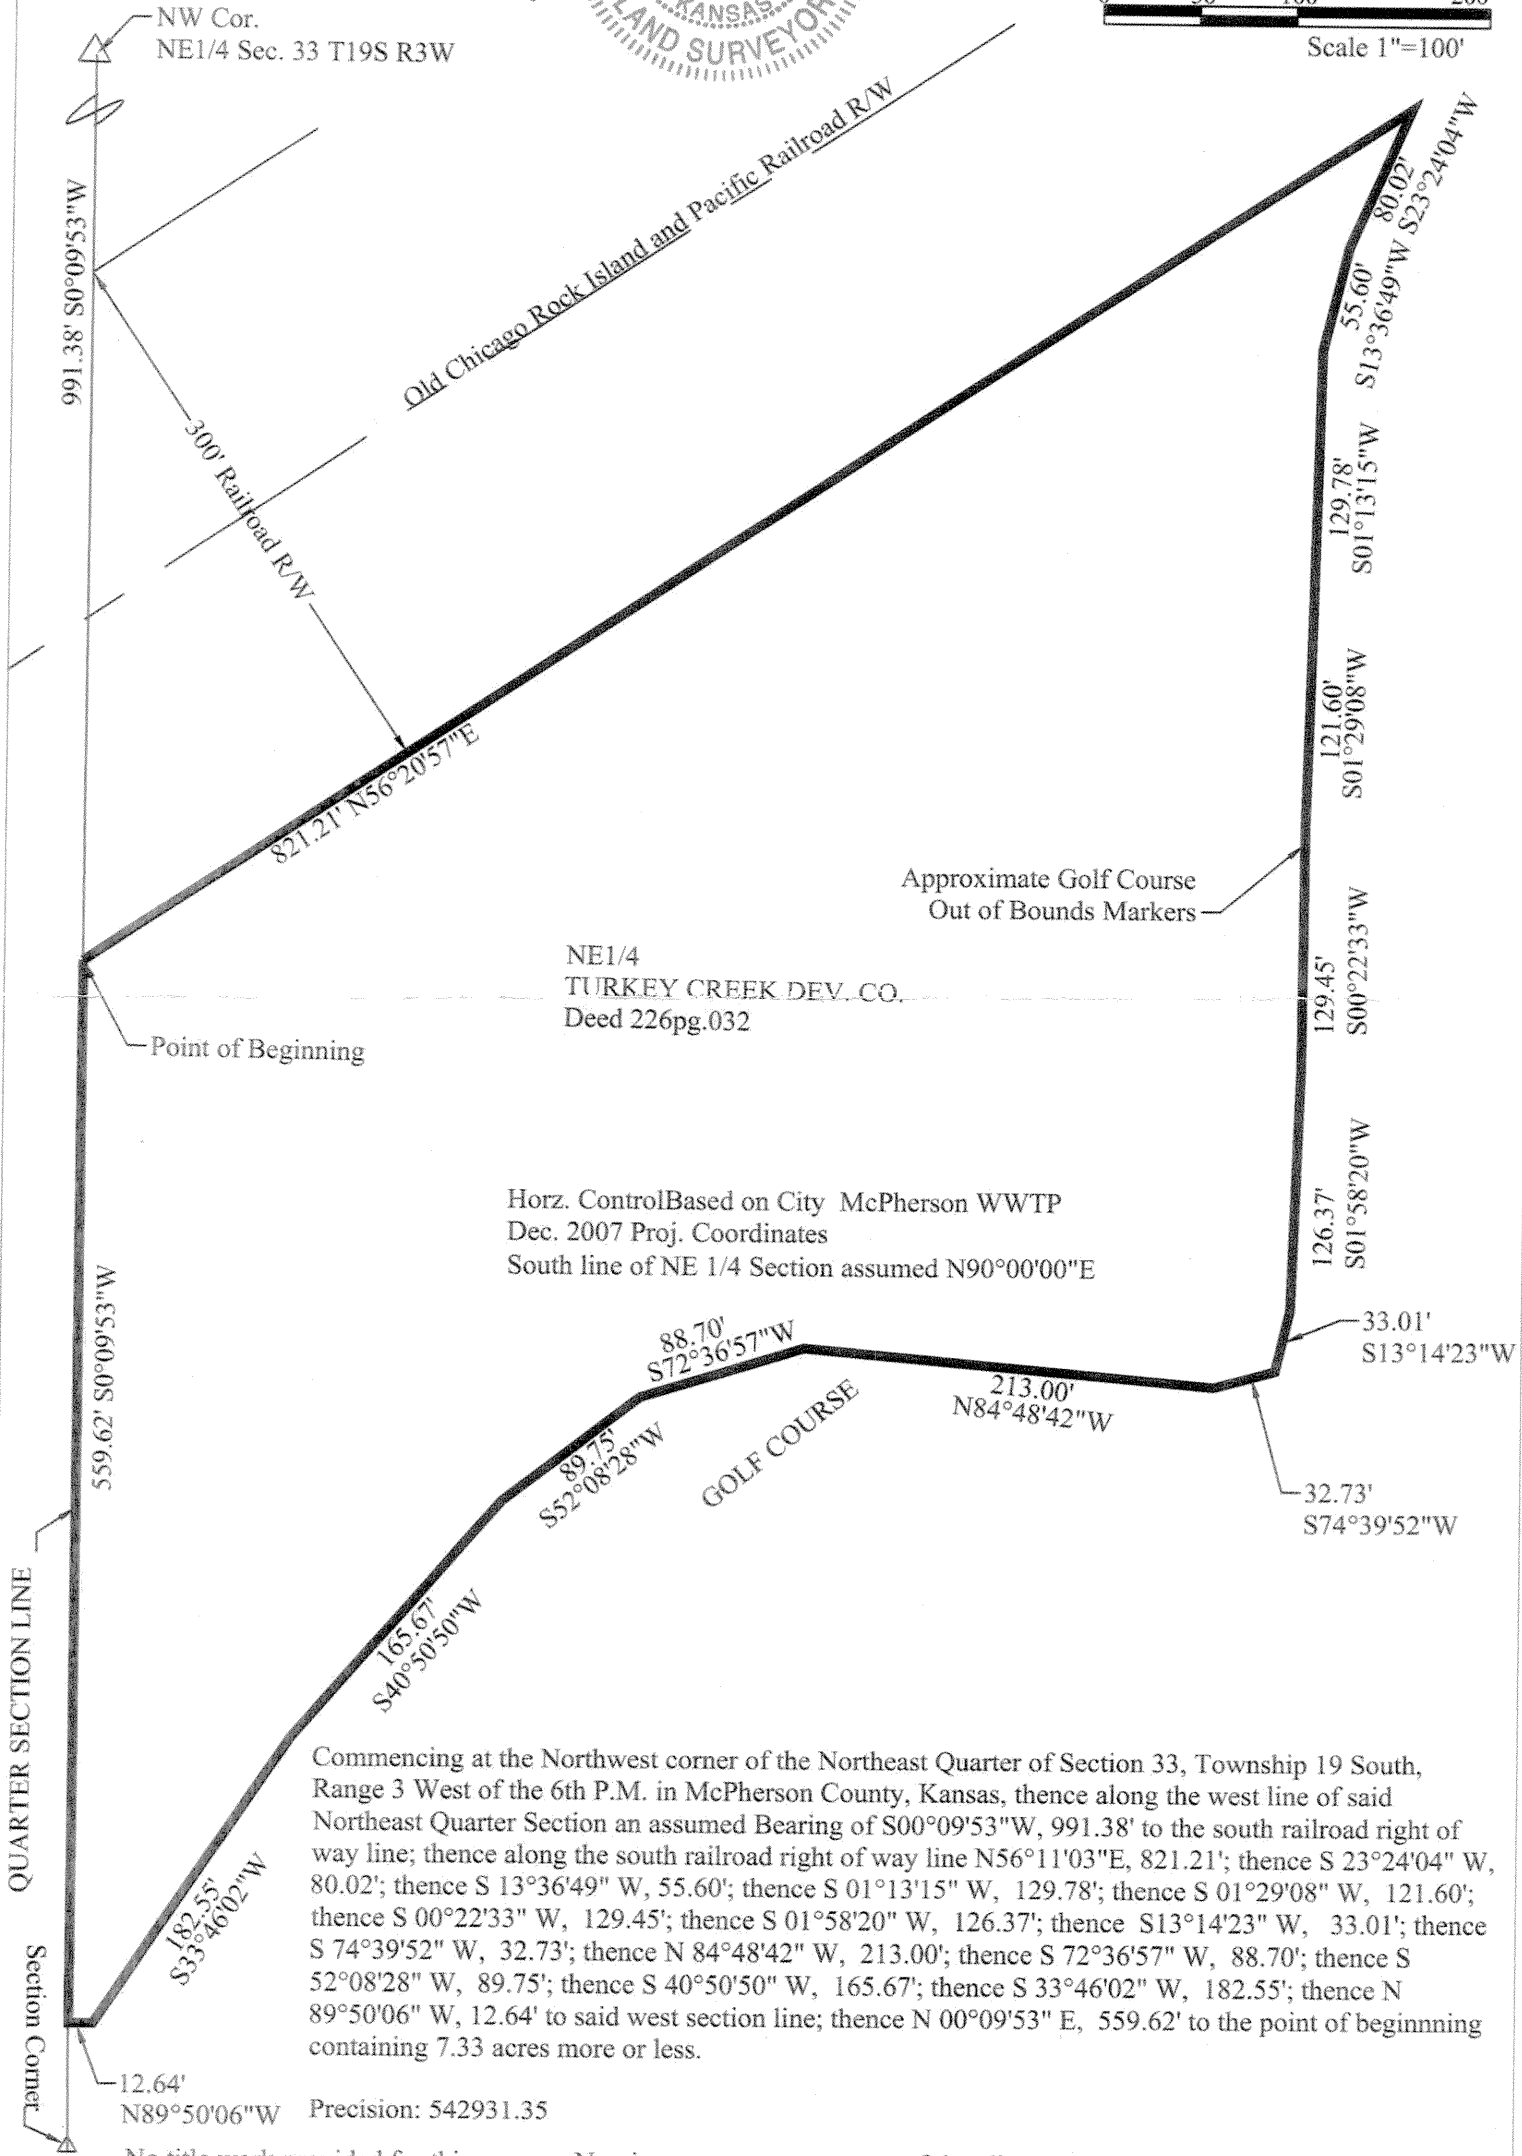 NW Cor.
NE1/4 Sec. 33 T19S R3W
KANSAS
LAND SURVEYOR
0 50 100 200
Scale 1"=100'
991.38' S0°09'53"W
Old Chicago Rock Island and Pacific Railroad R/W
300' Railroad R/W
80.02'
S23°24'04"W
55.60'
S13°36'49"W
129.78'
S01°13'15"W
121.60'
S01°29'08"W
821.21' N56°20'57"E
Approximate Golf Course
Out of Bounds Markers
NE1/4
TURKEY CREEK DEV. CO.
Deed 226pg.032
129.45'
S00°22'33"W
Point of Beginning
126.37'
S01°58'20"W
Horz. ControlBased on City McPherson WWTP
Dec. 2007 Proj. Coordinates
South line of NE 1/4 Section assumed N90°00'00"E
559.62' S0°09'53"W
33.01'
S13°14'23"W
88.70'
S72°36'57"W
213.00'
N84°48'42"W
GOLF COURSE
89.75'
S52°08'28"W
32.73'
S74°39'52"W
165.67'
S40°50'50"W
QUARTER SECTION LINE
182.55'
S33°46'02"W
Commencing at the Northwest corner of the Northeast Quarter of Section 33, Township 19 South,
Range 3 West of the 6th P.M. in McPherson County, Kansas, thence along the west line of said
Northeast Quarter Section an assumed Bearing of S00°09'53"W, 991.38' to the south railroad right of
way line; thence along the south railroad right of way line N56°11'03"E, 821.21'; thence S 23°24'04" W,
80.02'; thence S 13°36'49" W, 55.60'; thence S 01°13'15" W, 129.78'; thence S 01°29'08" W, 121.60';
thence S 00°22'33" W, 129.45'; thence S 01°58'20" W, 126.37'; thence S13°14'23" W, 33.01'; thence
S 74°39'52" W, 32.73'; thence N 84°48'42" W, 213.00'; thence S 72°36'57" W, 88.70'; thence S
52°08'28" W, 89.75'; thence S 40°50'50" W, 165.67'; thence S 33°46'02" W, 182.55'; thence N
89°50'06" W, 12.64' to said west section line; thence N 00°09'53" E, 559.62' to the point of beginnning
containing 7.33 acres more or less.
Section Corner
12.64'
N89°50'06"W
Precision: 542931.35